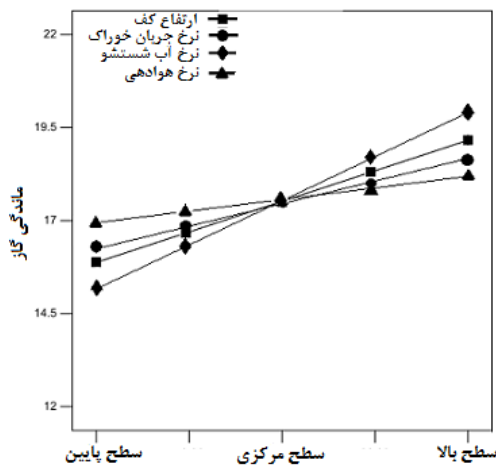 ارتفاع کف
نرخ جریان خوراک
نرخ آب شستشو
نرخ هوادهی
22
19.5
17
14.5
12
ماندگی گاز
سطح پایین
سطح مرکزی
سطح بالا